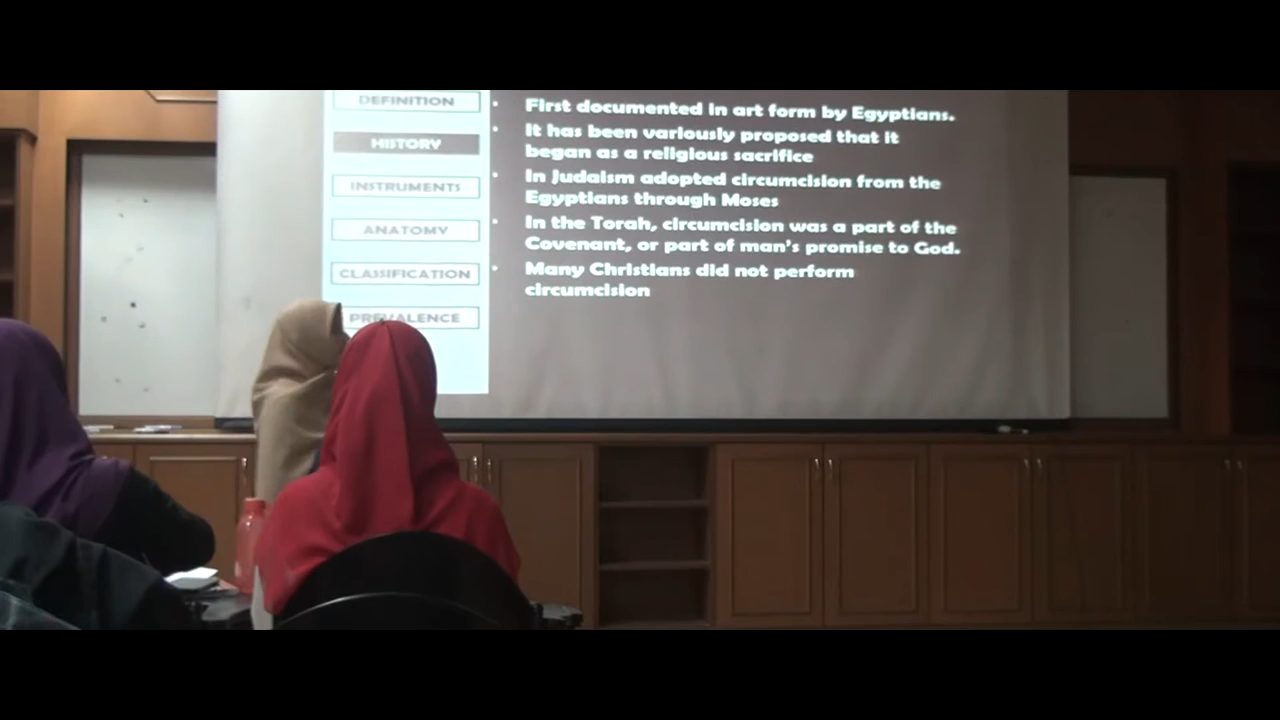 DEFINITION
HISTORY
INSTRUMENTS
ANATOMY
CLASSIFICATION
PREVALENCE
• First documented in art form by Egyptians.
• It has been variously proposed that it
began as a religious sacrifice
• In Judaism adopted circumcision from the
Egyptians through Moses
• In the Torah, circumcision was a part of the
Covenant, or part of man's promise to God.
• Many Christians did not perform
circumcision